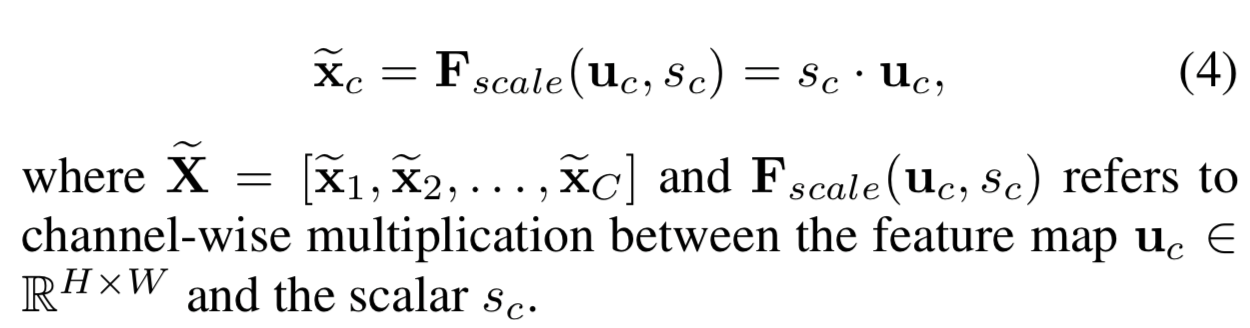 x̃_c = F_scale(u_c, s_c) = s_c · u_c, (4)
where X̃ = [x̃_1, x̃_2, . . . , x̃_C] and F_scale(u_c, s_c) refers to
channel-wise multiplication between the feature map u_c ∈
ℝ^{H×W} and the scalar s_c.